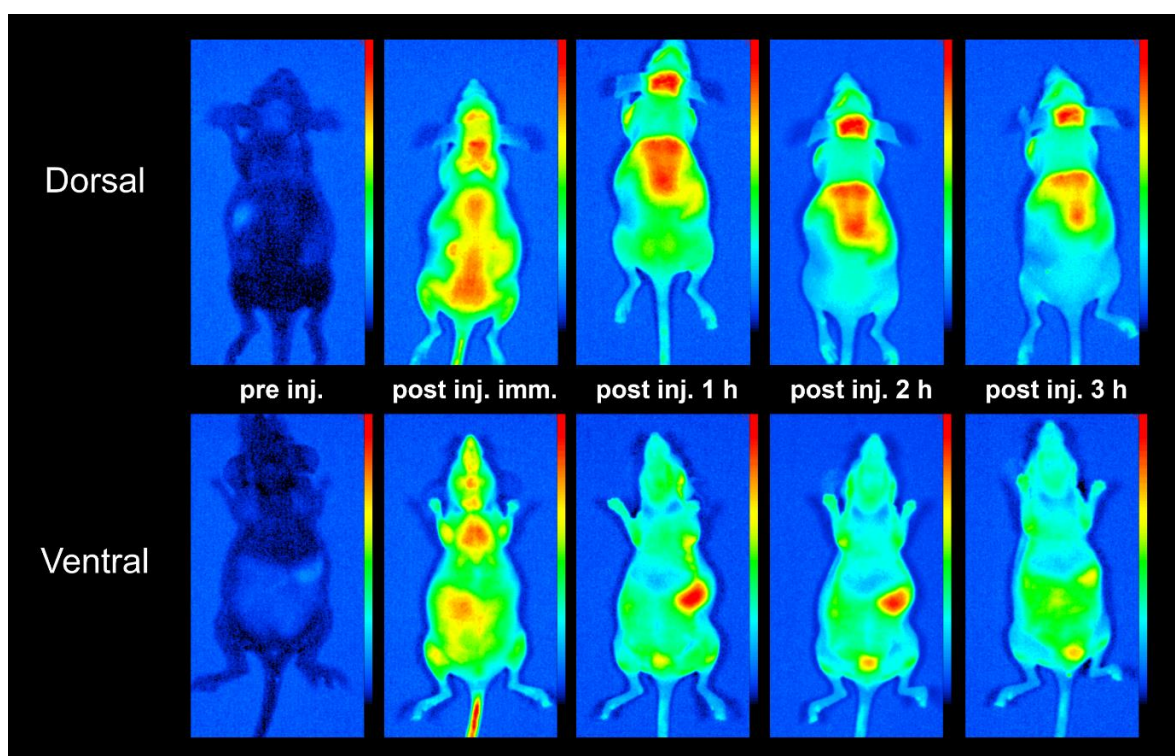 Dorsal
pre inj.
post inj. imm.
post inj. 1 h
post inj. 2 h
post inj. 3 h
Ventral